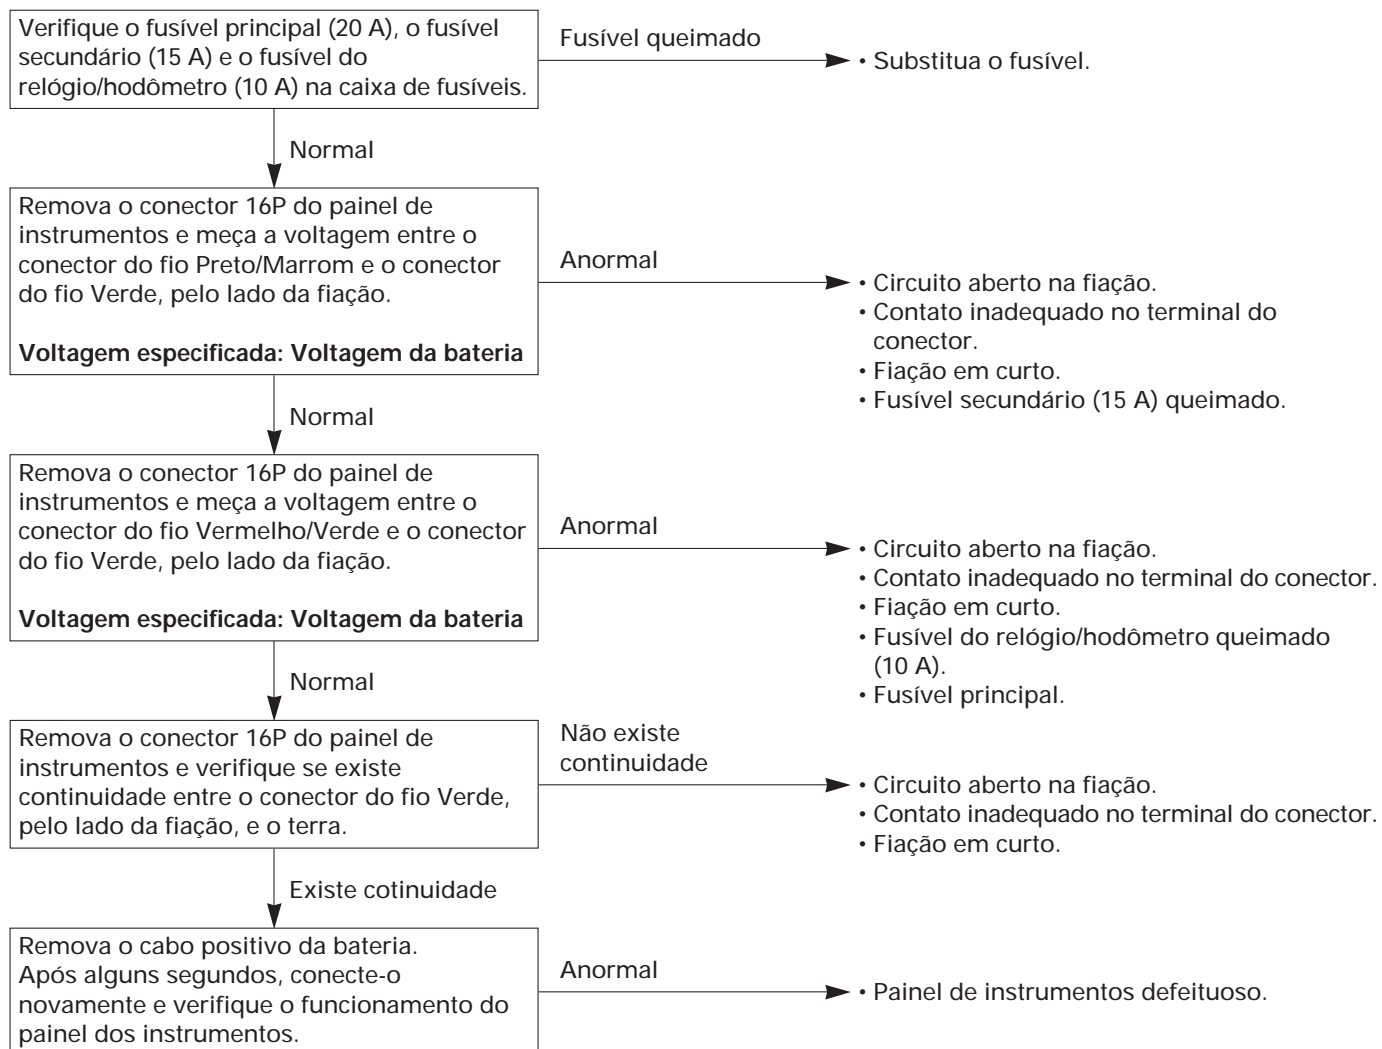 Verifique o fusível principal (20 A), o fusível
secundário (15 A) e o fusível do
relógio/hodômetro (10 A) na caixa de fusíveis.
Fusível queimado
• Substitua o fusível.
Normal
Remova o conector 16P do painel de
instrumentos e meça a voltagem entre o
conector do fio Preto/Marrom e o conector
do fio Verde, pelo lado da fiação.
Voltagem especificada: Voltagem da bateria
Anormal
• Circuito aberto na fiação.
• Contato inadequado no terminal do
conector.
• Fiação em curto.
• Fusível secundário (15 A) queimado.
Normal
Remova o conector 16P do painel de
instrumentos e meça a voltagem entre o
conector do fio Vermelho/Verde e o conector
do fio Verde, pelo lado da fiação.
Voltagem especificada: Voltagem da bateria
Anormal
• Circuito aberto na fiação.
• Contato inadequado no terminal do conector.
• Fiação em curto.
• Fusível do relógio/hodômetro queimado
(10 A).
• Fusível principal.
Normal
Remova o conector 16P do painel de
instrumentos e verifique se existe
continuidade entre o conector do fio Verde,
pelo lado da fiação, e o terra.
Não existe
continuidade
• Circuito aberto na fiação.
• Contato inadequado no terminal do conector.
• Fiação em curto.
Existe cotinuidade
Remova o cabo positivo da bateria.
Após alguns segundos, conecte-o
novamente e verifique o funcionamento do
painel dos instrumentos.
Anormal
• Painel de instrumentos defeituoso.